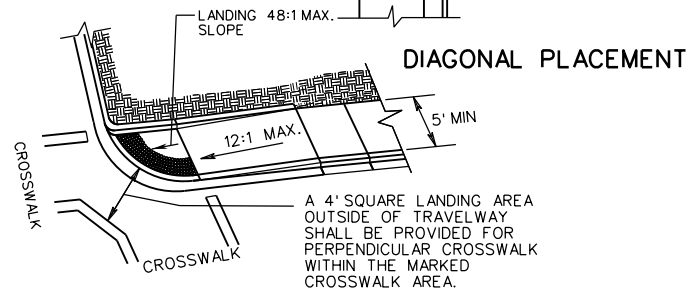 LANDING 48:1 MAX.
SLOPE
DIAGONAL PLACEMENT
12:1 MAX.
5' MIN
CROSSWALK
CROSSWALK
A 4' SQUARE LANDING AREA
OUTSIDE OF TRAVELWAY
SHALL BE PROVIDED FOR
PERPENDICULAR CROSSWALK
WITHIN THE MARKED
CROSSWALK AREA.